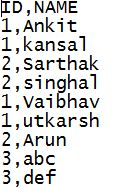 ID,NAME
1,Ankit
1,kansal
2,Sarthak
2,singhal
1,Vaibhav
1,utkarsh
2,Arun
3,abc
3,def